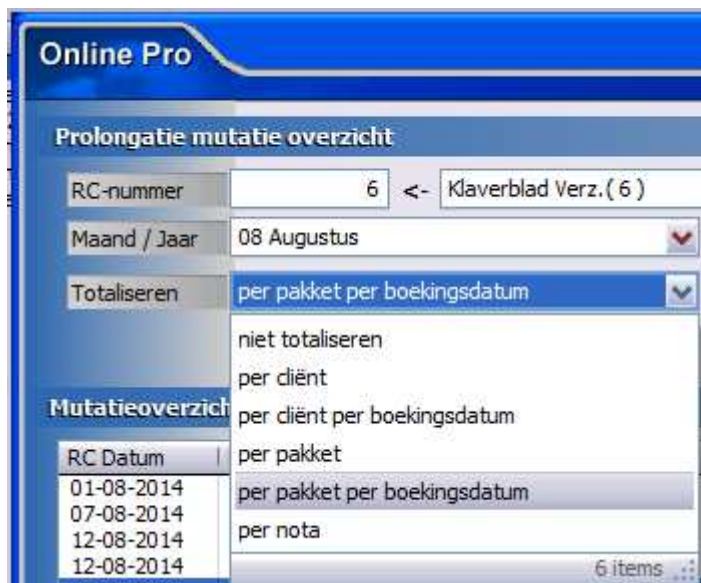 Online Pro
Prolongatie mutatie overzicht
RC-nummer 6 <- Klaverblad Verz.( 6 )
Maand / Jaar 08 Augustus
Totaliseren per pakket per boekingsdatum
niet totaliseren
per cliënt
per cliënt per boekingsdatum
per pakket
per pakket per boekingsdatum
per nota
6 items
Mutatieoverzich
RC Datum
01-08-2014
07-08-2014
12-08-2014
12-08-2014